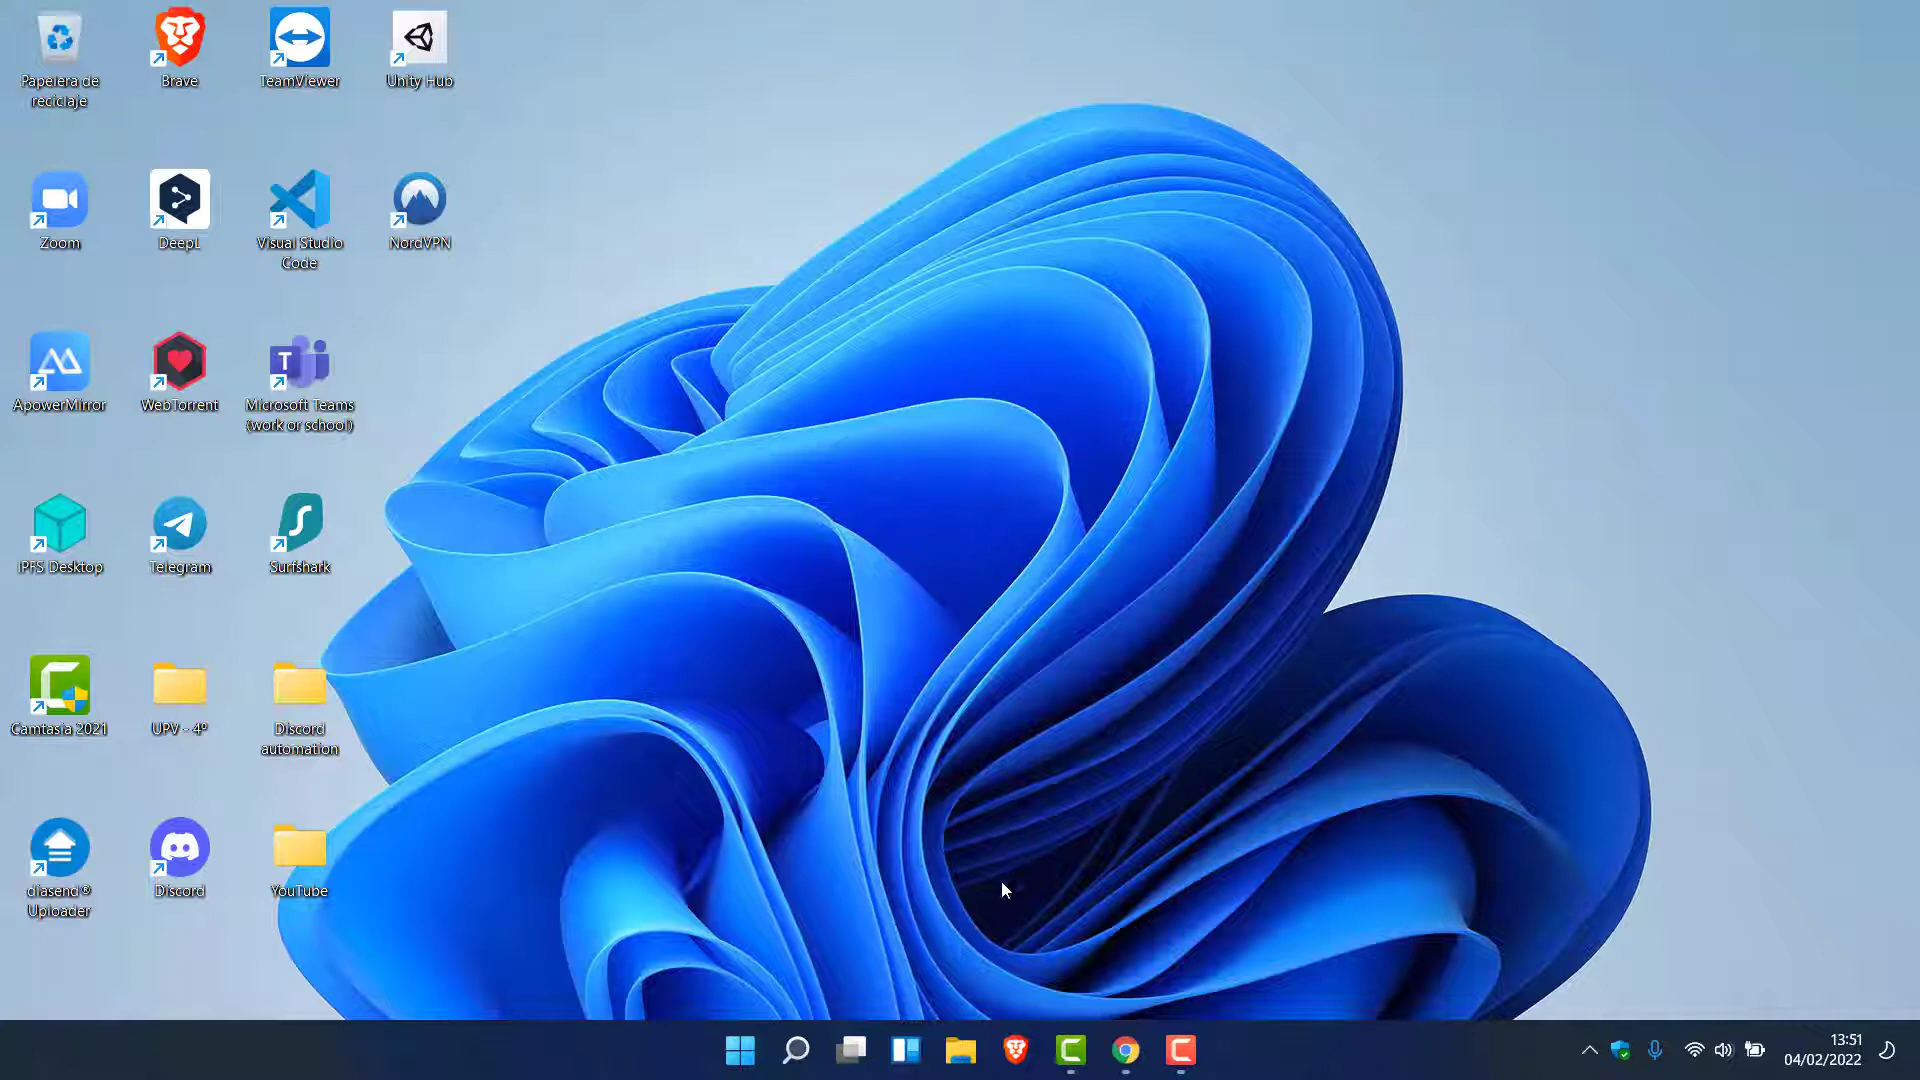 Papelera de
reciclaje
Brave
TeamViewer
Unity Hub
Zoom
DeepL
Visual Studio
Code
NordVPN
ApowerMirror
WebTorrent
Microsoft Teams
(work or school)
IPFS Desktop
Telegram
Surfshark
Camtasia 2021
UPV - 4º
Discord
automation
diasend®
Uploader
Discord
YouTube
13:51
04/02/2022